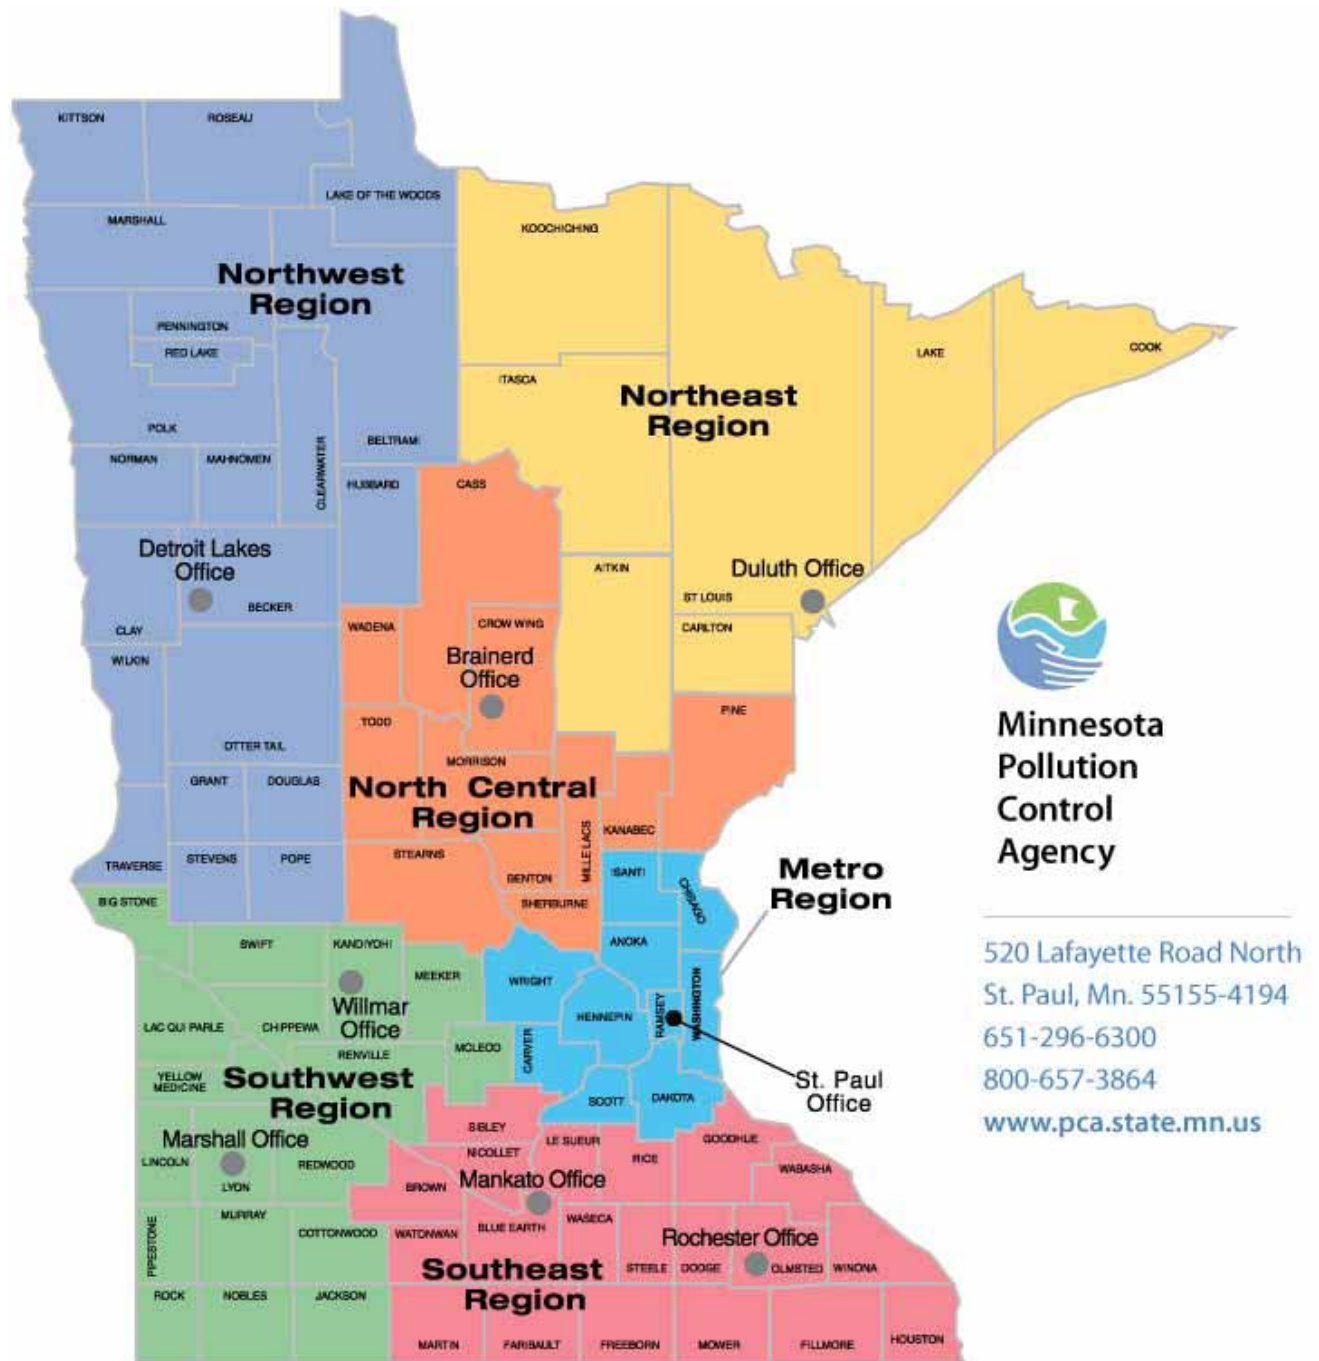 KITTSON
ROSEAU
LAKE OF THE WOODS
MARSHALL
KOOCHICHING
Northwest
Region
PENNINGTON
RED LAKE
LAKE
COOK
ITASCA
Northeast
Region
POLK
BELTRAMI
NORMAN
MAHNOMEN
CLEARWATER
HUBBARD
CASS
Detroit Lakes
Office
AITKIN
Duluth Office
BECKER
ST LOUIS
CLAY
WADENA
CROW WING
CARLTON
WILKIN
Brainerd
Office
PINE
TODD
OTTER TAIL
MORRISON
GRANT
DOUGLAS
North Central
Region
KANABEC
MILLE LACS
TRAVERSE
STEVENS
POPE
STEARNS
BENTON
ISANTI
CHISAGO
Metro
Region
BIG STONE
SHERBURNE
SWIFT
KANDIYOHI
MEEKER
ANOKA
WRIGHT
WASHINGTON
Willmar
Office
LAC QUI PARLE
CHIPPEWA
HENNEPIN
RAMSEY
RENVILLE
MCLEOD
CARVER
YELLOW
MEDICINE
Southwest
Region
SCOTT
DAKOTA
St. Paul
Office
SIBLEY
Marshall Office
NICOLLET
LE SUEUR
GOODHUE
LINCOLN
LYON
REDWOOD
RICE
WABASHA
BROWN
Mankato Office
PIPESTONE
MURRAY
COTTONWOOD
WATONWAN
BLUE EARTH
WASECA
Rochester Office
STEELE
DODGE
OLMSTED
WINONA
Southeast
Region
ROCK
NOBLES
JACKSON
MARTIN
FARIBAULT
FREEBORN
MOWER
FILLMORE
HOUSTON
Minnesota
Pollution
Control
Agency
520 Lafayette Road North
St. Paul, Mn. 55155-4194
651-296-6300
800-657-3864
www.pca.state.mn.us